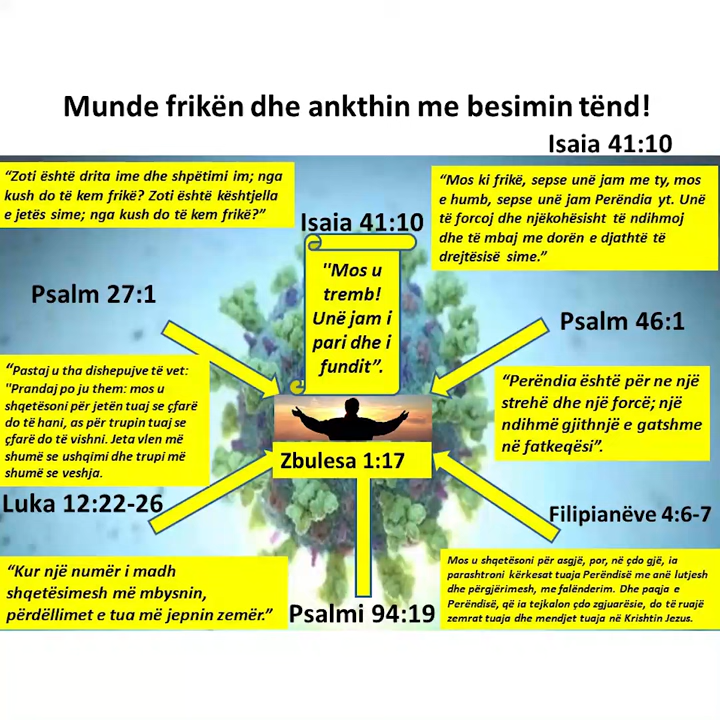 Munde frikën dhe ankthin me besimin tënd!
Isaia 41:10
“Zoti është drita ime dhe shpëtimi im; nga
kush do të kem frikë? Zoti është kështjella
e jetës sime; nga kush do të kem frikë?”
“Mos ki frikë, sepse unë jam me ty, mos
e humb, sepse unë jam Perëndia yt. Unë
të forcoj dhe njëkohësisht të ndihmoj
dhe të mbaj me dorën e djathtë të
drejtësisë sime.”
Isaia 41:10
"Mos u
tremb!
Unë jam i
pari dhe i
fundit”.
Psalm 27:1
Psalm 46:1
“Pastaj u tha dishepujve të vet:
"Prandaj po ju them: mos u
shqetësoni për jetën tuaj se çfarë
do të hani, as për trupin tuaj se
çfarë do të vishni. Jeta vlen më
shumë se ushqimi dhe trupi më
shumë se veshja.
“Perëndia është për ne një
strehë dhe një forcë; një
ndihmë gjithnjë e gatshme
në fatkeqësi”.
Zbulesa 1:17
Luka 12:22-26
Filipianëve 4:6-7
“Kur një numër i madh
shqetësimesh më mbysnin,
përdëllimet e tua më jepnin zemër.”
Psalmi 94:19
Mos u shqetësoni për asgjë, por, në çdo gjë, ia
parashtroni kërkesat tuaja Perëndisë me anë lutjesh
dhe përgjërimesh, me falënderim. Dhe paqja e
Perëndisë, që ia tejkalon çdo zgjuarësie, do të ruajë
zemrat tuaja dhe mendjet tuaja në Krishtin Jezus.